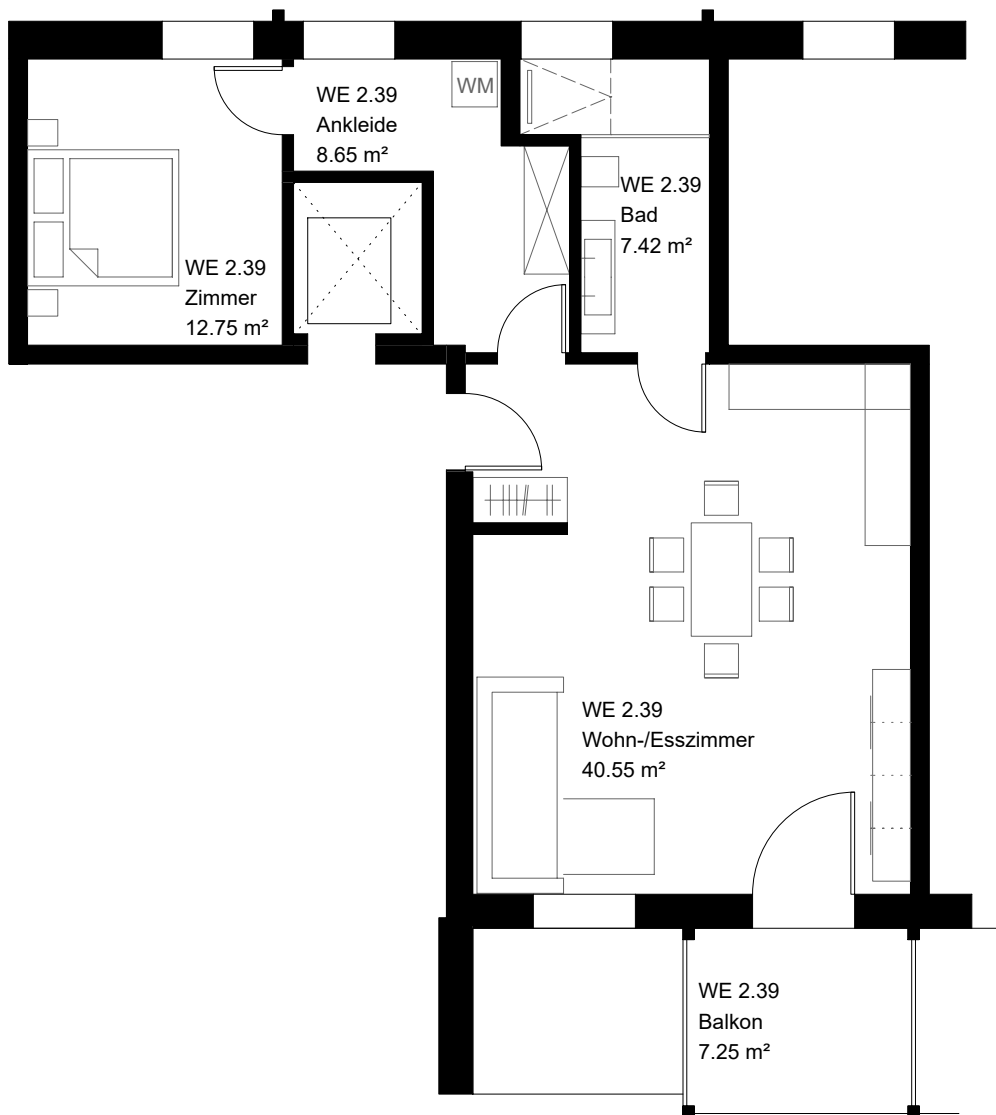 WE 2.39
Ankleide
8.65 m²
WM
WE 2.39
Bad
7.42 m²
WE 2.39
Zimmer
12.75 m²
WE 2.39
Wohn-/Esszimmer
40.55 m²
WE 2.39
Balkon
7.25 m²